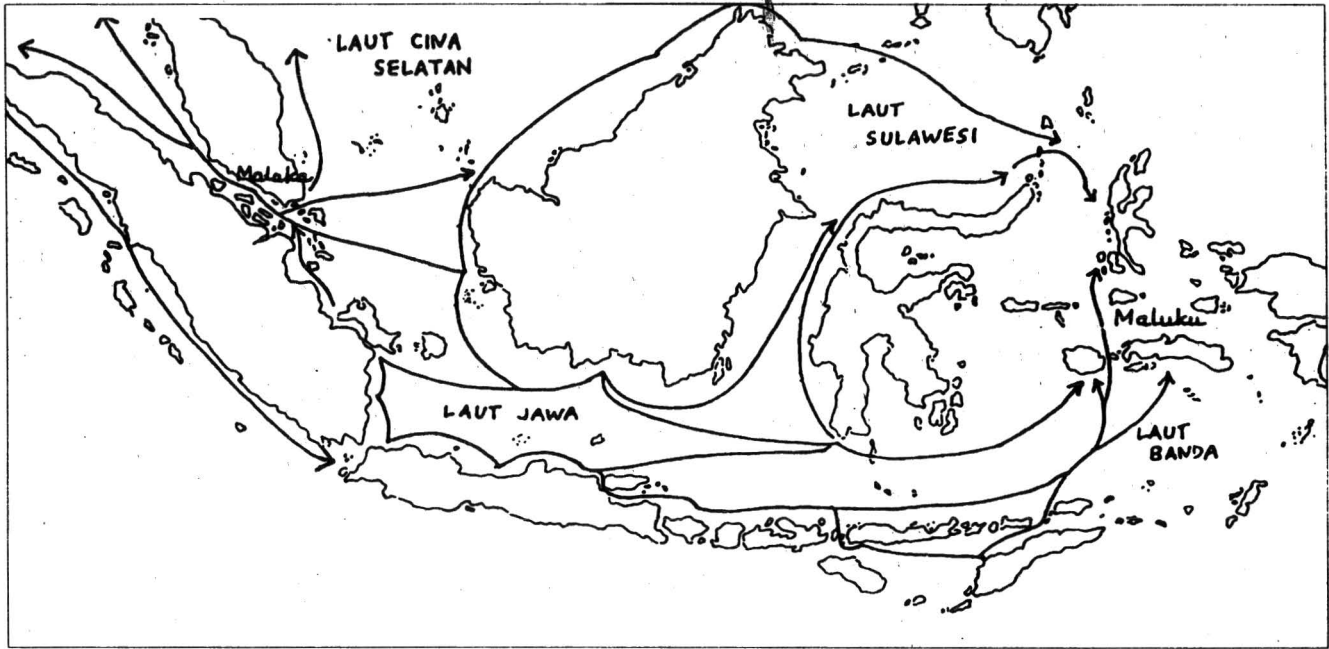 LAUT CINA
SELATAN
LAUT
SULAWESI
Malaka
Maluku
LAUT JAWA
LAUT
BANDA